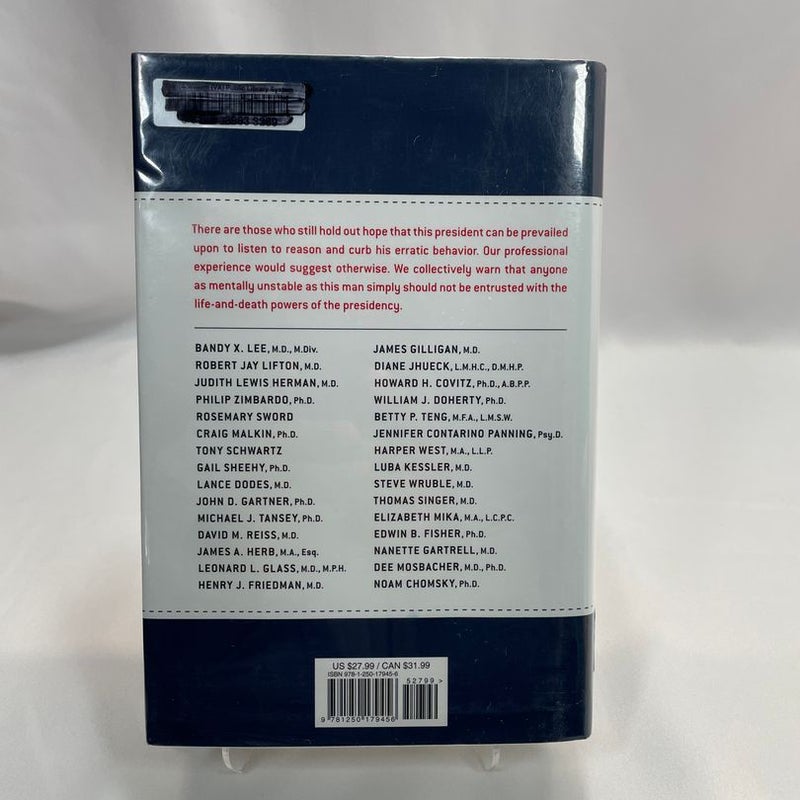 There are those who still hold out hope that this president can be prevailed
upon to listen to reason and curb his erratic behavior. Our professional
experience would suggest otherwise. We collectively warn that anyone
as mentally unstable as this man simply should not be entrusted with the
life-and-death powers of the presidency.
BANDY X. LEE, M.D., M.Div.
ROBERT JAY LIFTON, M.D.
JUDITH LEWIS HERMAN, M.D.
PHILIP ZIMBARDO, Ph.D.
ROSEMARY SWORD
CRAIG MALKIN, Ph.D.
TONY SCHWARTZ
GAIL SHEEHY, Ph.D.
LANCE DODES, M.D.
JOHN D. GARTNER, Ph.D.
MICHAEL J. TANSEY, Ph.D.
DAVID M. REISS, M.D.
JAMES A. HERB, M.A., Esq.
LEONARD L. GLASS, M.D., M.P.H.
HENRY J. FRIEDMAN, M.D.
JAMES GILLIGAN, M.D.
DIANE JHUECK, L.M.H.C., D.M.H.P.
HOWARD H. COVITZ, Ph.D., A.B.P.P.
WILLIAM J. DOHERTY, Ph.D.
BETTY P. TENG, M.F.A., L.M.S.W.
JENNIFER CONTARINO PANNING, Psy.D.
HARPER WEST, M.A., L.L.P.
LUBA KESSLER, M.D.
STEVE WRUBLE, M.D.
THOMAS SINGER, M.D.
ELIZABETH MIKA, M.A., L.C.P.C.
EDWIN B. FISHER, Ph.D.
NANETTE GARTRELL, M.D.
DEE MOSBACHER, M.D., Ph.D.
NOAM CHOMSKY, Ph.D.
US $27.99 / CAN $31.99
ISBN 978-1-250-17945-6
52799 >
9 781250 179456